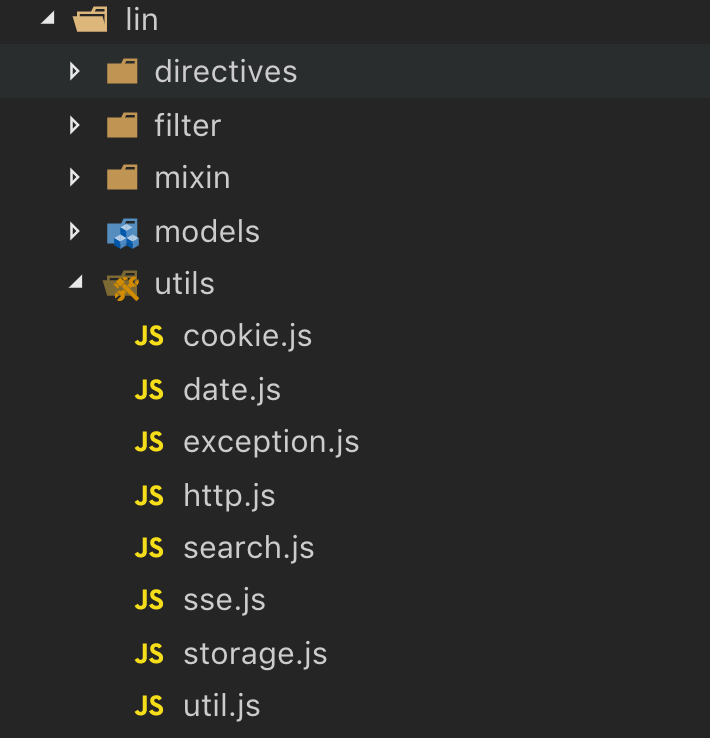 lin
directives
filter
mixin
models
utils
JS cookie.js
JS date.js
JS exception.js
JS http.js
JS search.js
JS sse.js
JS storage.js
JS util.js